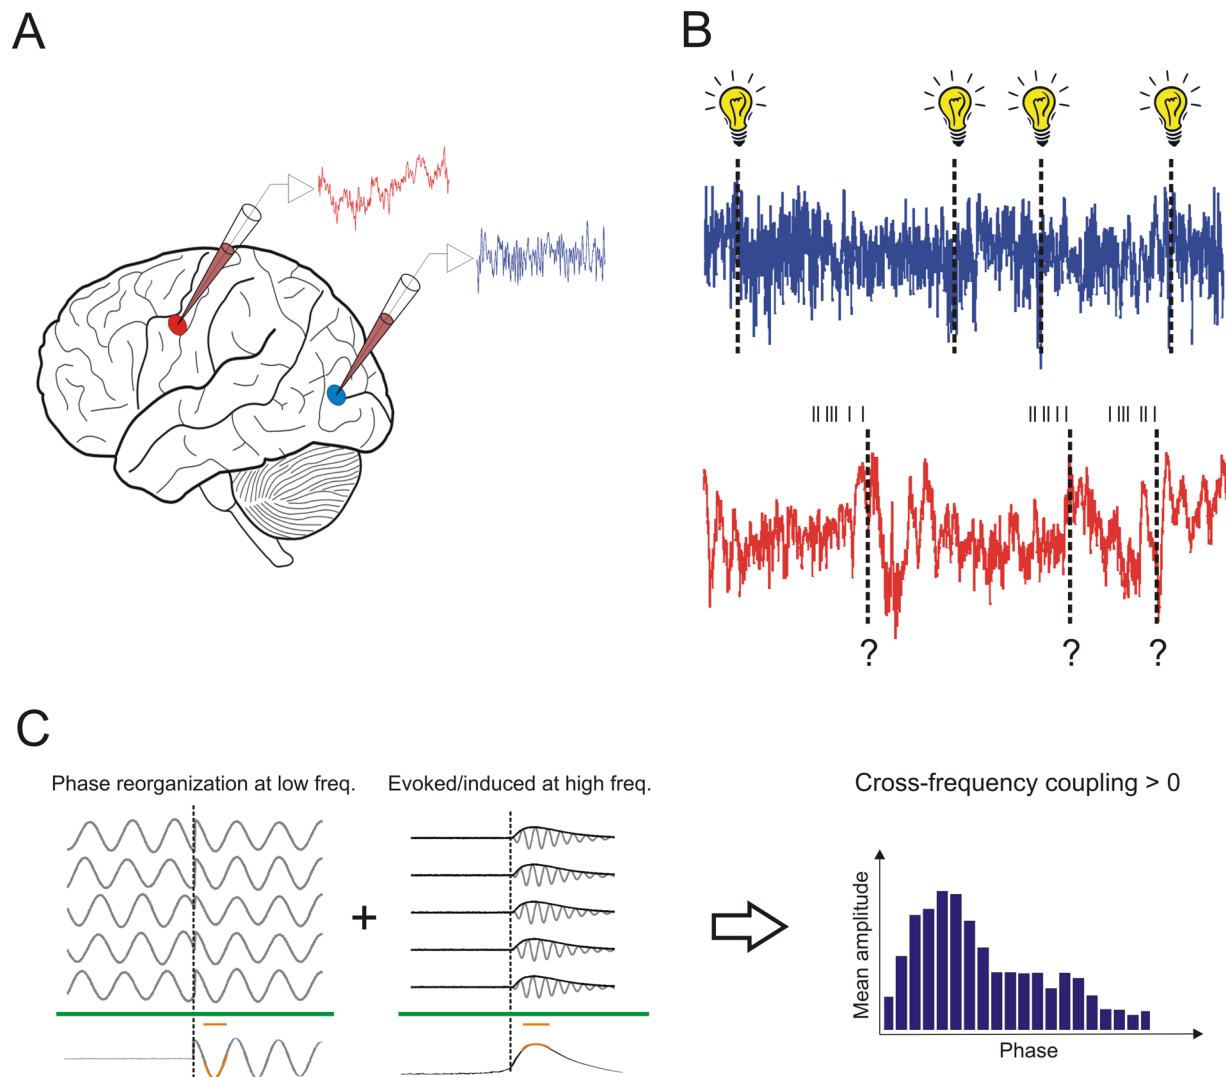 A
B
? ? ?
C
Phase reorganization at low freq.
Evoked/induced at high freq.
Cross-frequency coupling > 0
+
Mean amplitude
Phase